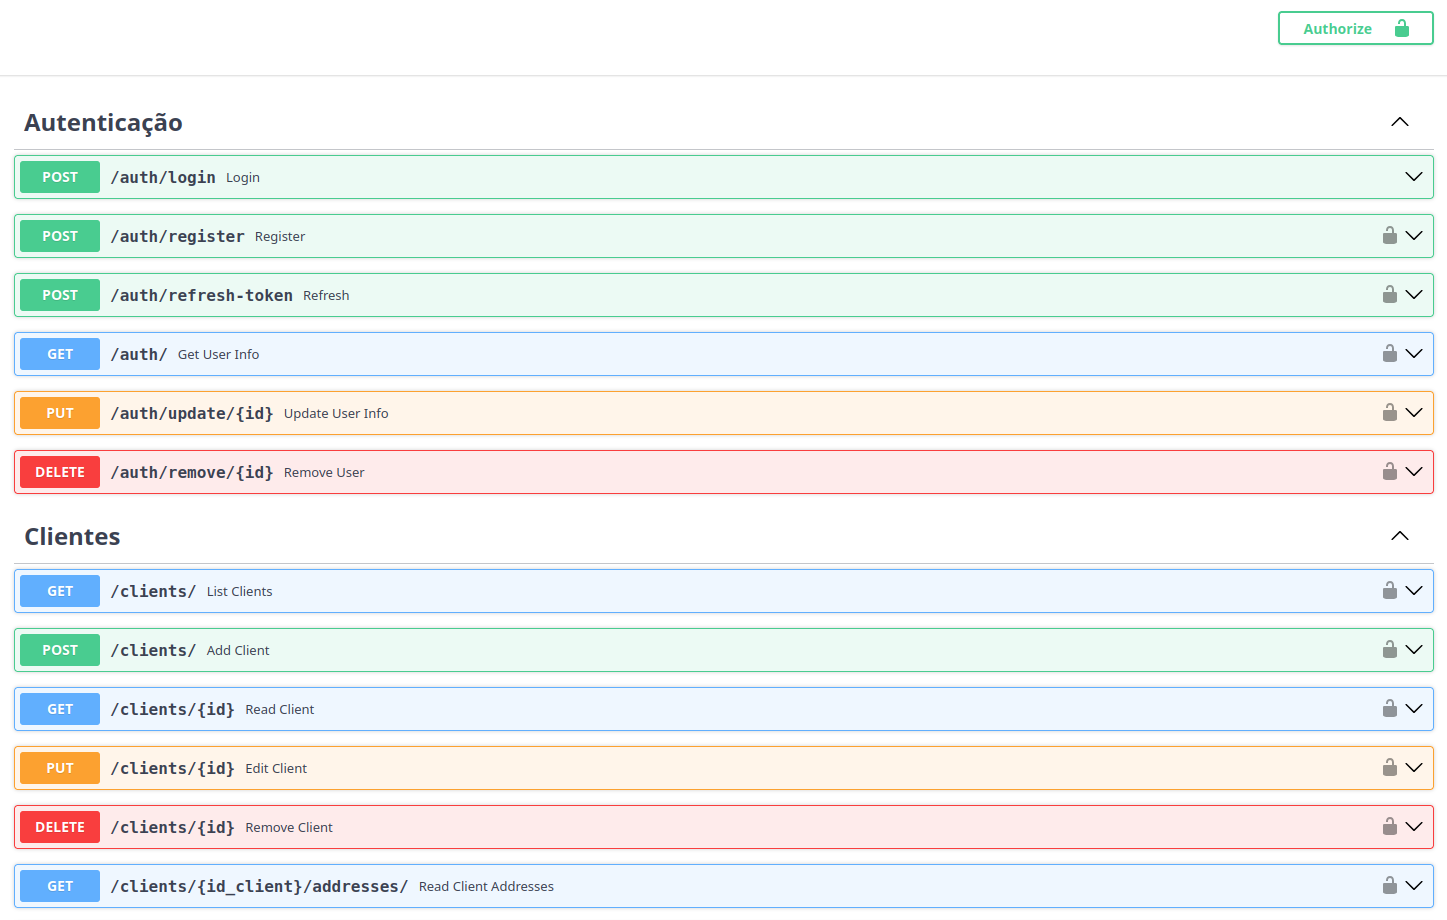 Authorize
Autenticação
POST /auth/login Login
POST /auth/register Register
POST /auth/refresh-token Refresh
GET /auth/ Get User Info
PUT /auth/update/{id} Update User Info
DELETE /auth/remove/{id} Remove User
Clientes
GET /clients/ List Clients
POST /clients/ Add Client
GET /clients/{id} Read Client
PUT /clients/{id} Edit Client
DELETE /clients/{id} Remove Client
GET /clients/{id_client}/addresses/ Read Client Addresses